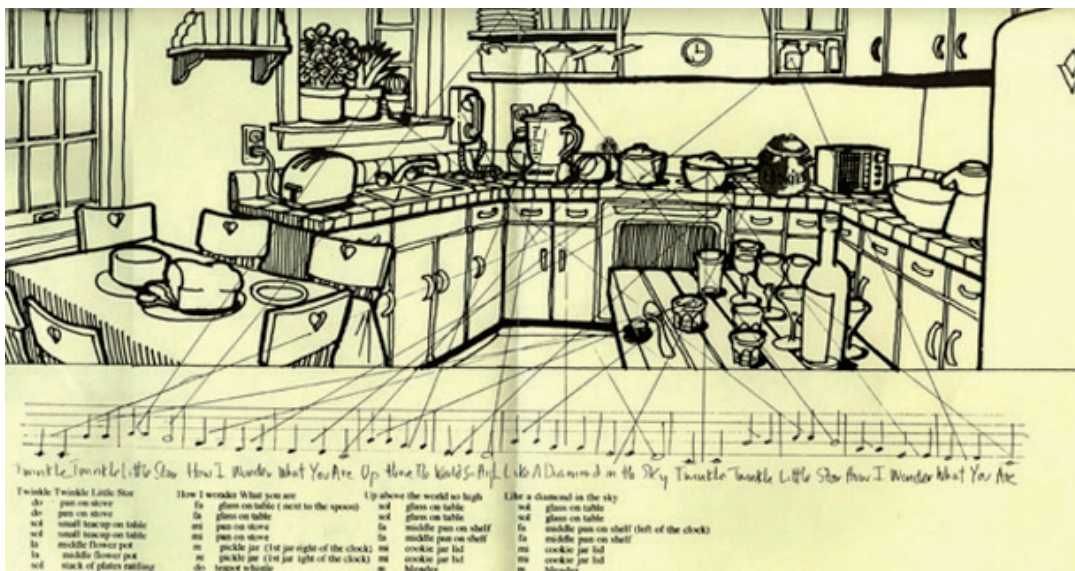 Twinkle Twinkle Little Star How I Wonder What You Are Up Above The World So High Like A Diamond in the Sky Twinkle Twinkle Little Star How I Wonder What You Are
Twinkle Twinkle Little Star
do pan on stove
do pan on stove
sol small teacup on table
sol small teacup on table
la middle flower pot
la middle flower pot
sol stack of plates rattling
How I wonder What you are
fa glass on table (next to the spoon)
fa glass on table
mi pan on stove
mi pan on stove
re pickle jar (1st jar right of the clock)
re pickle jar (1st jar right of the clock)
do teapot whistle
Up above the world so high
sol glass on table
sol glass on table
fa middle pan on shelf
fa middle pan on shelf
mi cookie jar lid
mi cookie jar lid
re blender
Like a diamond in the sky
sol glass on table
sol glass on table
fa middle pan on shelf (left of the clock)
fa middle pan on shelf
mi cookie jar lid
mi cookie jar lid
re blender